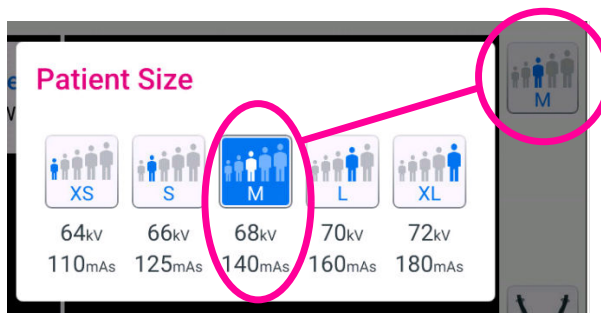 Patient Size
M
XS S M L XL
64kV 66kV 68kV 70kV 72kV
110mAs 125mAs 140mAs 160mAs 180mAs